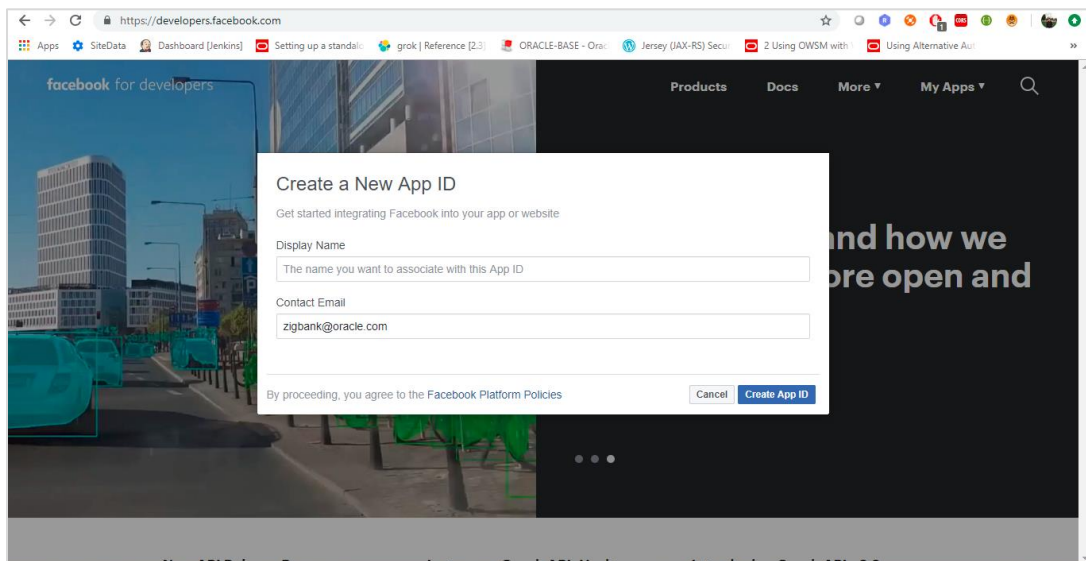 https://developers.facebook.com
Apps SiteData Dashboard [Jenkins] Setting up a standalo grok | Reference [2.3] ORACLE-BASE - Orac Jersey (JAX-RS) Secur 2 Using OWSM with Using Alternative Aut »
facebook for developers Products Docs More ▼ My Apps ▼
Create a New App ID
Get started integrating Facebook into your app or website
Display Name
The name you want to associate with this App ID
Contact Email
zigbank@oracle.com
By proceeding, you agree to the Facebook Platform Policies Cancel Create App ID
and how we
ore open and